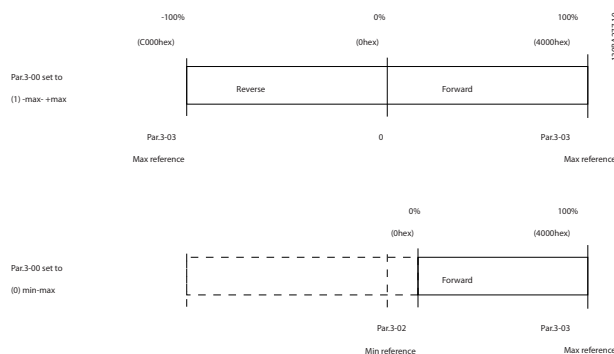 -100% 0% 100%
(C000hex) (0hex) (4000hex)
Par.3-00 set to
(1) -max- +max
Reverse Forward
Par.3-03 0 Par.3-03
Max reference Max reference
0% 100%
(0hex) (4000hex)
Par.3-00 set to
(0) min-max
Forward
Par.3-02 Par.3-03
Min reference Max reference